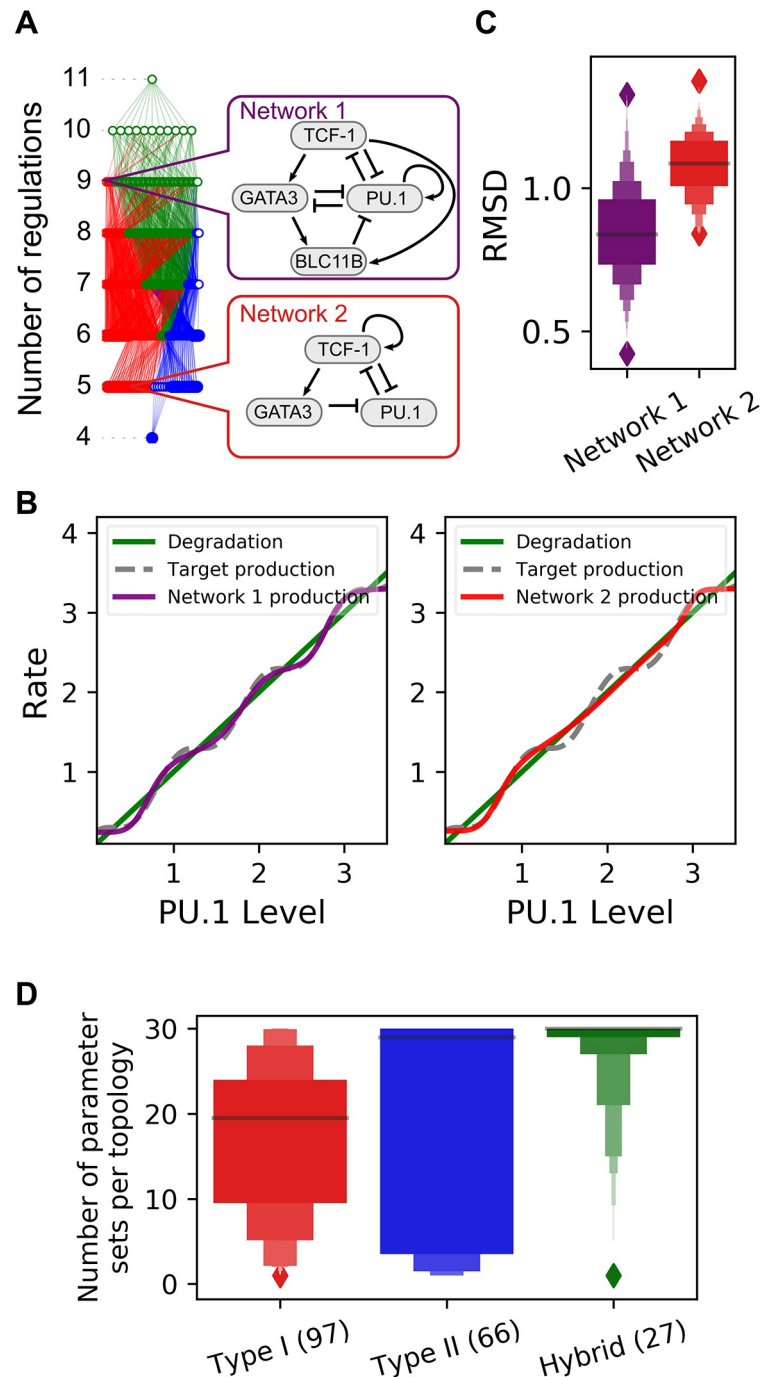 A
Number of regulations
11
10
9
8
7
6
5
4
Network 1
TCF-1
GATA3
PU.1
BLC11B
Network 2
TCF-1
GATA3
PU.1
C
RMSD
1.0
0.5
Network 1
Network 2
B
Rate
4
3
2
1
Degradation
Target production
Network 1 production
1 2 3
PU.1 Level
4
3
2
1
Degradation
Target production
Network 2 production
1 2 3
PU.1 Level
D
Number of parameter
sets per topology
30
20
10
0
Type I (97)
Type II (66)
Hybrid (27)